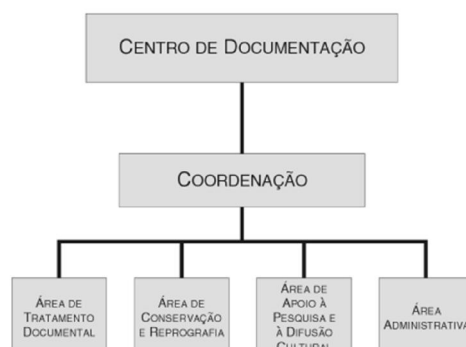 CENTRO DE DOCUMENTAÇÃO
COORDENAÇÃO
ÁREA DE
TRATAMENTO
DOCUMENTAL
ÁREA DE
CONSERVAÇÃO
E REPROGRAFIA
ÁREA DE
APOIO À
PESQUISA E
À DIFUSÃO
CULTURAL
ÁREA
ADMINISTRATIVA